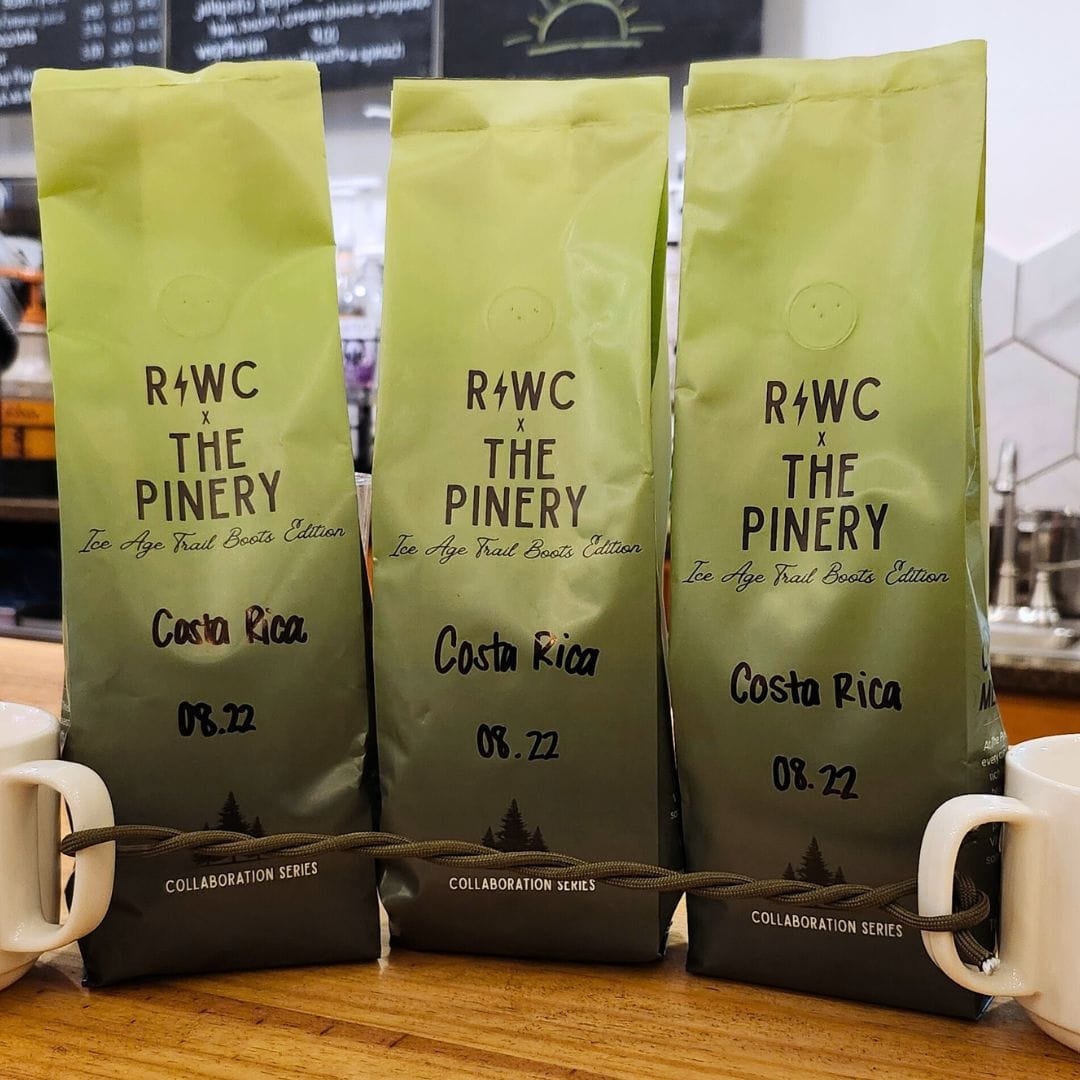 R⚡WC
x
THE
PINERY
Ice Age Trail Boots Edition
Costa Rica
08.22
COLLABORATION SERIES
R⚡WC
x
THE
PINERY
Ice Age Trail Boots Edition
Costa Rica
08.22
COLLABORATION SERIES
R⚡WC
x
THE
PINERY
Ice Age Trail Boots Edition
Costa Rica
08.22
COLLABORATION SERIES